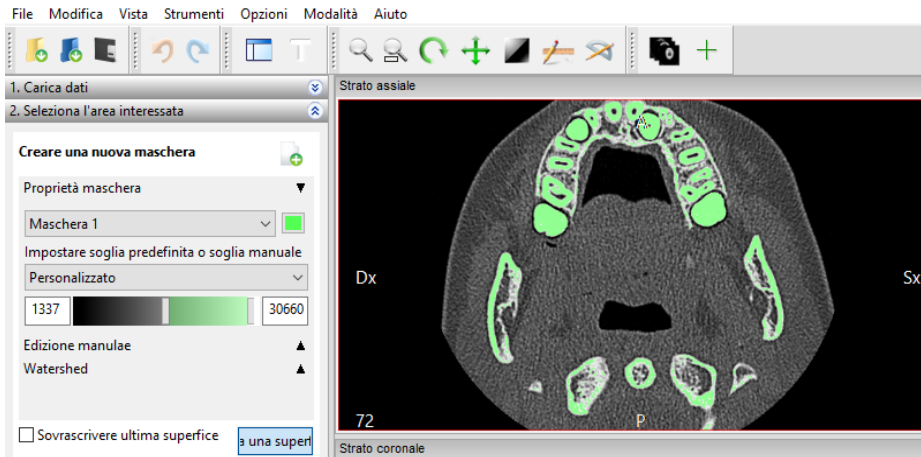 File Modifica Vista Strumenti Opzioni Modalità Aiuto
1. Carica dati
2. Seleziona l'area interessata
Creare una nuova maschera
Proprietà maschera
Maschera 1
Impostare soglia predefinita o soglia manuale
Personalizzato
1337 30660
Edizione manulae
Watershed
Sovrascrivere ultima superfice
a una superf
Strato assiale
A
Dx
Sx
72
P
Strato coronale